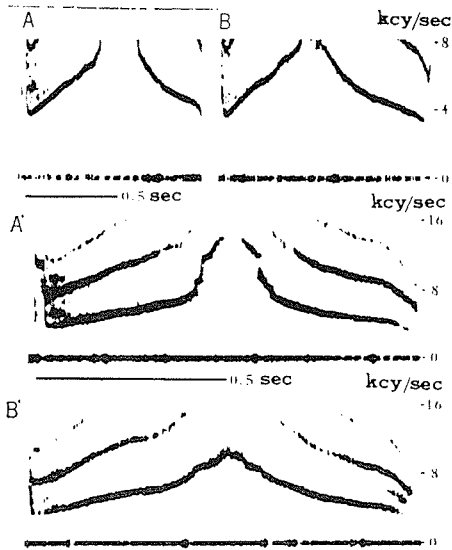 A B kcy/sec
-8
-4
-0
0.5 sec
kcy/sec
A' -16
-8
-0
0.5 sec
kcy/sec
B' -16
-8
-0